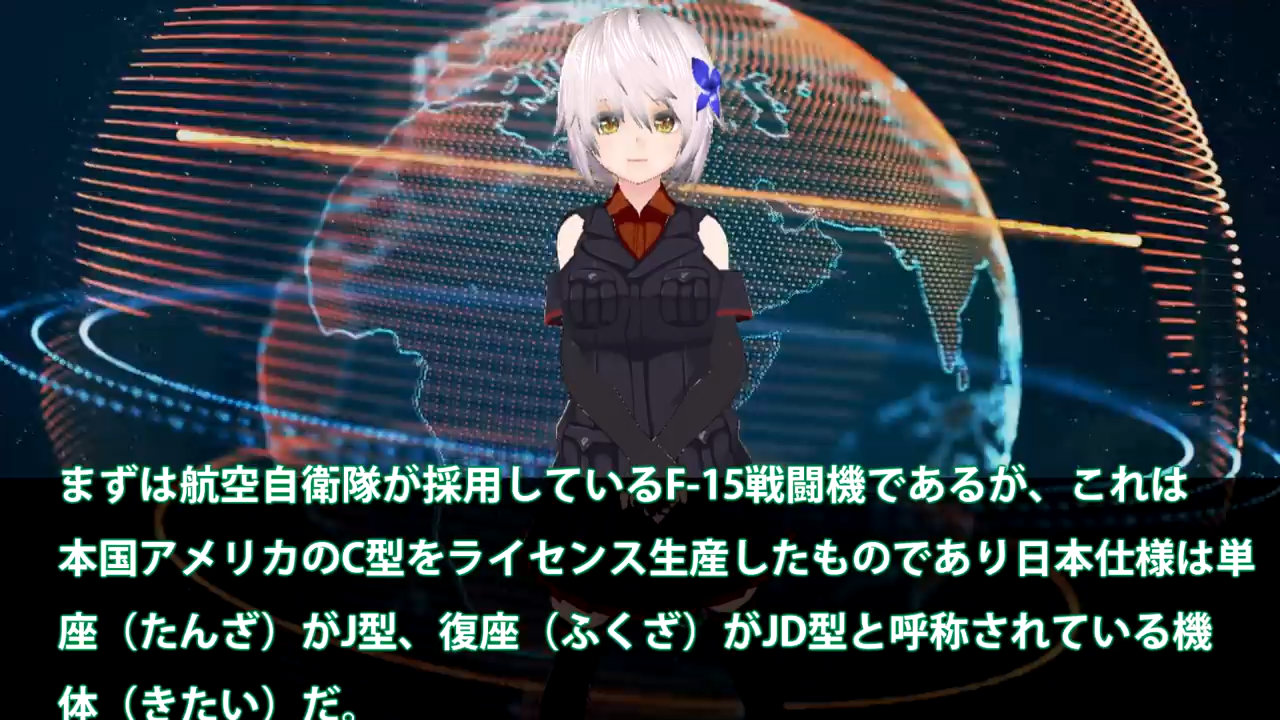 まずは航空自衛隊が採用しているF-15戦闘機であるが、これは
本国アメリカのC型をライセンス生産したものであり日本仕様は単
座（たんざ）がJ型、復座（ふくざ）がJD型と呼称されている機
体（きたい）だ。